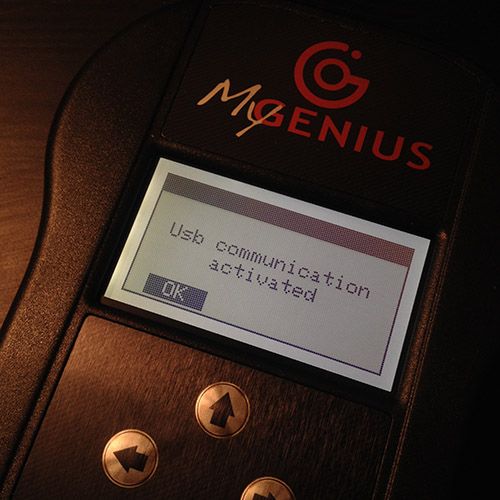 MyGENIUS
Usb communication
activated
OK